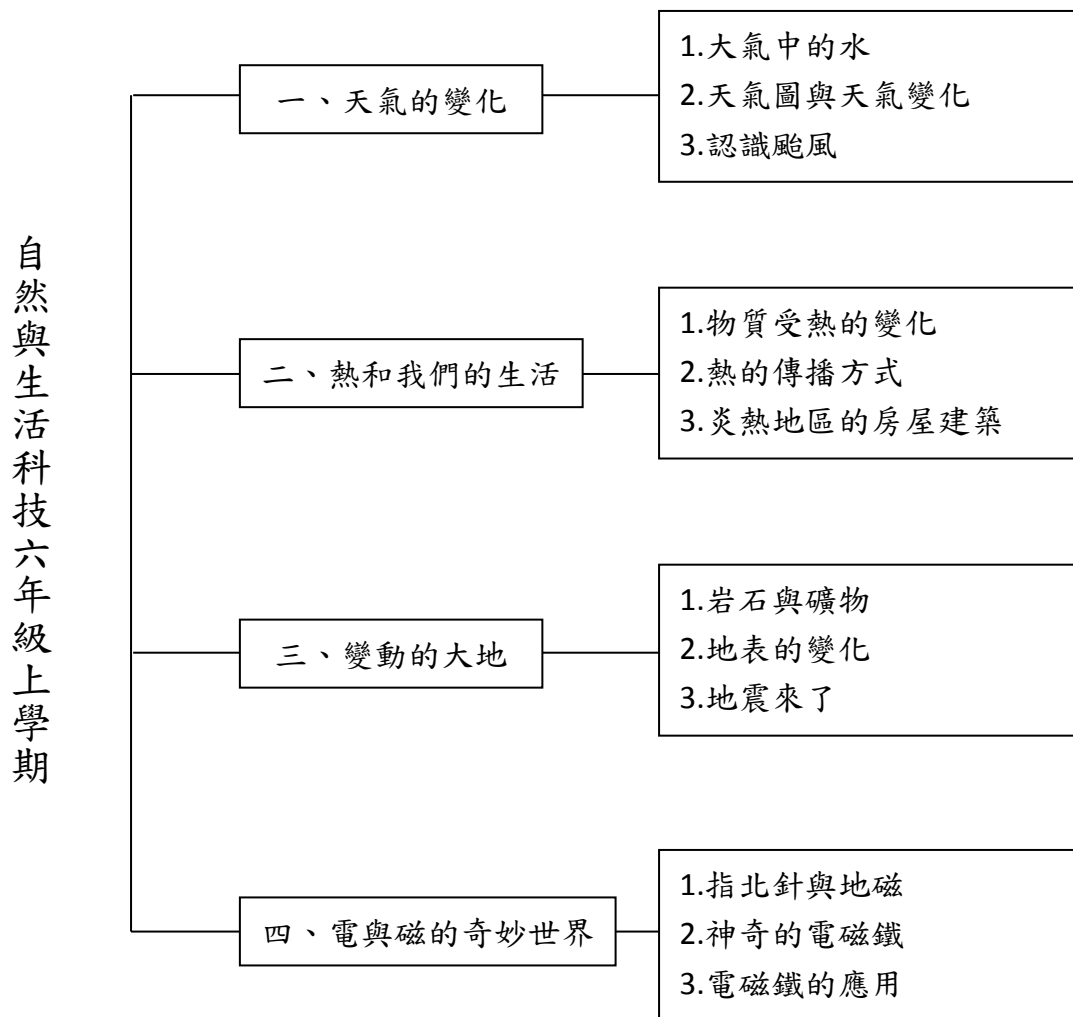 自然與生活科技六年級上學期
一、天氣的變化
1.大氣中的水
2.天氣圖與天氣變化
3.認識颱風
二、熱和我們的生活
1.物質受熱的變化
2.熱的傳播方式
3.炎熱地區的房屋建築
三、變動的大地
1.岩石與礦物
2.地表的變化
3.地震來了
四、電與磁的奇妙世界
1.指北針與地磁
2.神奇的電磁鐵
3.電磁鐵的應用